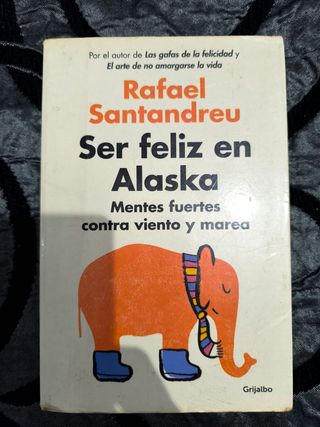 Por el autor de Las gafas de la felicidad y
El arte de no amargarse la vida
Rafael
Santandreu
Ser feliz en
Alaska
Mentes fuertes
contra viento y marea
Grijalbo